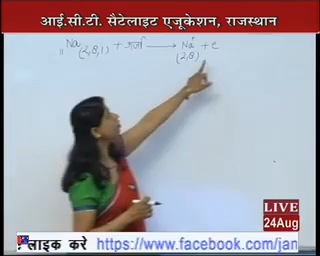 आई.सी.टी. सैटेलाइट एजूकेशन, राजस्थान
₁₁Na + ऊर्जा ⟶ Na⁺ + e
(2,8,1) (2,8)
LIVE
24Aug
लाइक करे https://www.facebook.com/jan